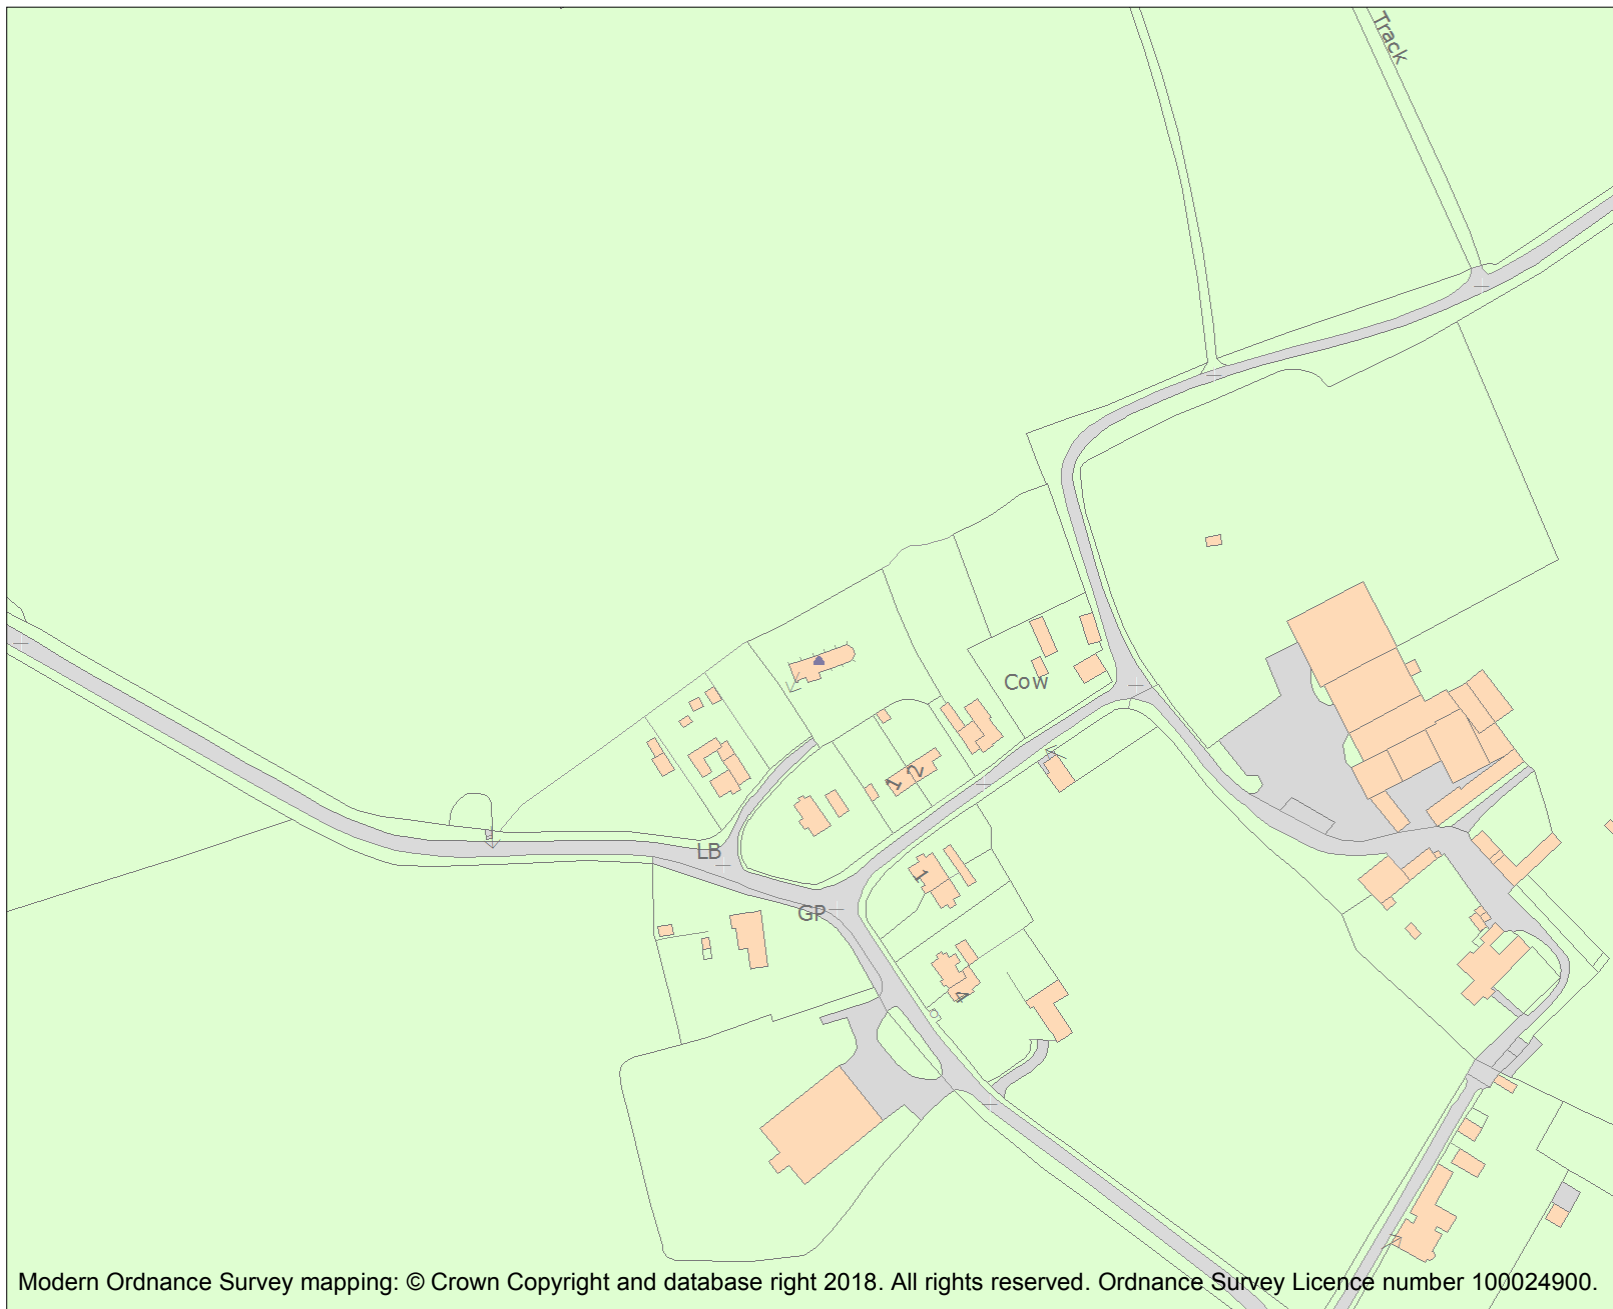 Track
Cow
1 2
LB
1
GP
4
Modern Ordnance Survey mapping: © Crown Copyright and database right 2018. All rights reserved. Ordnance Survey Licence number 100024900.